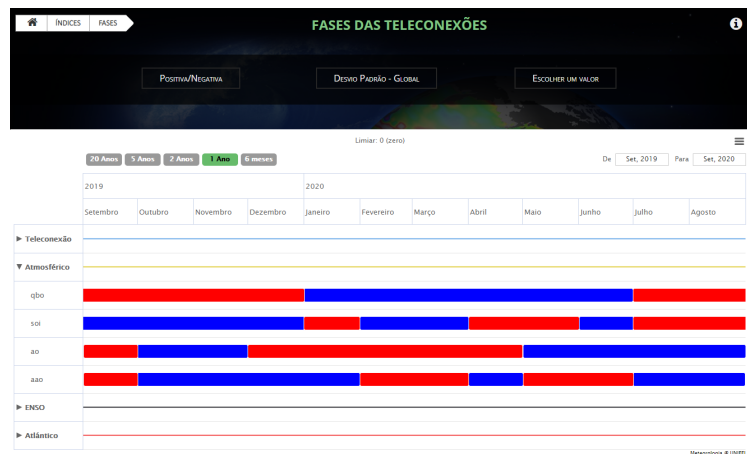 ÍNDICES FASES
FASES DAS TELECONEXÕES
Positiva/Negativa Desvio Padrão - Global Escolher um valor
Limiar: 0 (zero)
20 Anos 5 Anos 2 Anos 1 Ano 6 meses De Set, 2019 Para Set, 2020
2019 2020
Setembro Outubro Novembro Dezembro Janeiro Fevereiro Março Abril Maio Junho Julho Agosto
Teleconexão
Atmosférico
qbo
soi
ao
aao
ENSO
Atlântico
Meteorologia @ UNIFEI